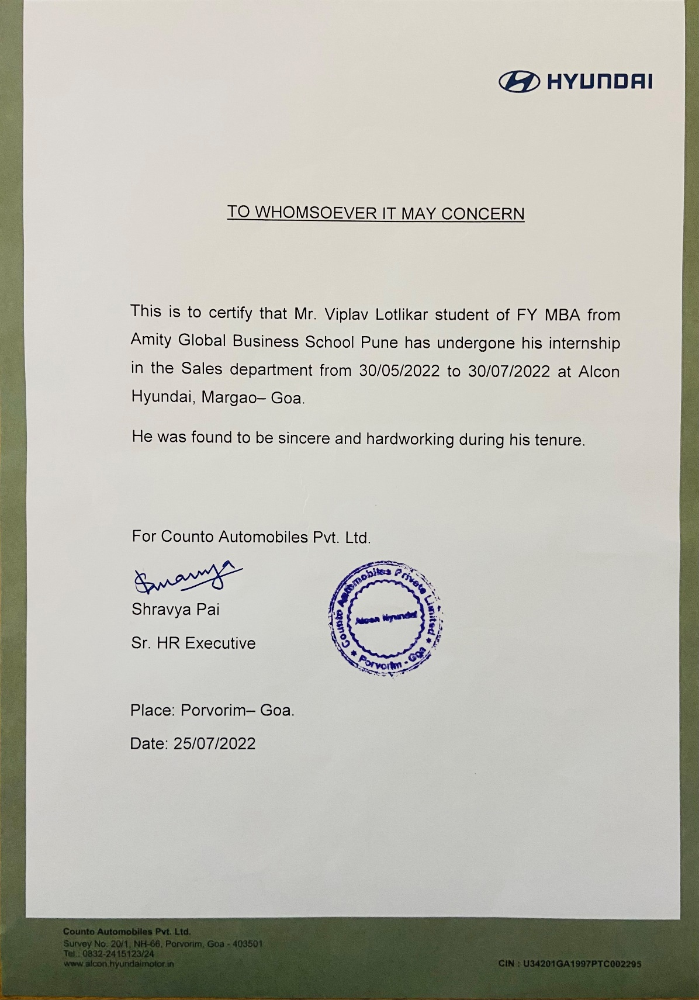 HYUNDAI
TO WHOMSOEVER IT MAY CONCERN
This is to certify that Mr. Viplav Lotlikar student of FY MBA from
Amity Global Business School Pune has undergone his internship
in the Sales department from 30/05/2022 to 30/07/2022 at Alcon
Hyundai, Margao– Goa.
He was found to be sincere and hardworking during his tenure.
For Counto Automobiles Pvt. Ltd.
Shravya
Counto Automobiles Private Limited
Alcon Hyundai
★ Porvorim - Goa ★
Shravya Pai
Sr. HR Executive
Place: Porvorim– Goa.
Date: 25/07/2022
Counto Automobiles Pvt. Ltd.
Survey No. 20/1, NH-66, Porvorim, Goa - 403501
Tel.: 0832-2415123/24
www.alcon.hyundaimotor.in
CIN : U34201GA1997PTC002295